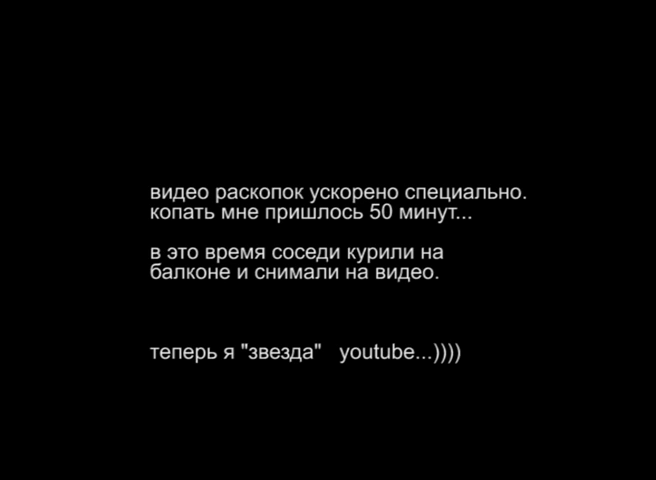 видео раскопок ускорено специально.
копать мне пришлось 50 минут...
в это время соседи курили на
балконе и снимали на видео.
теперь я "звезда" youtube...))))